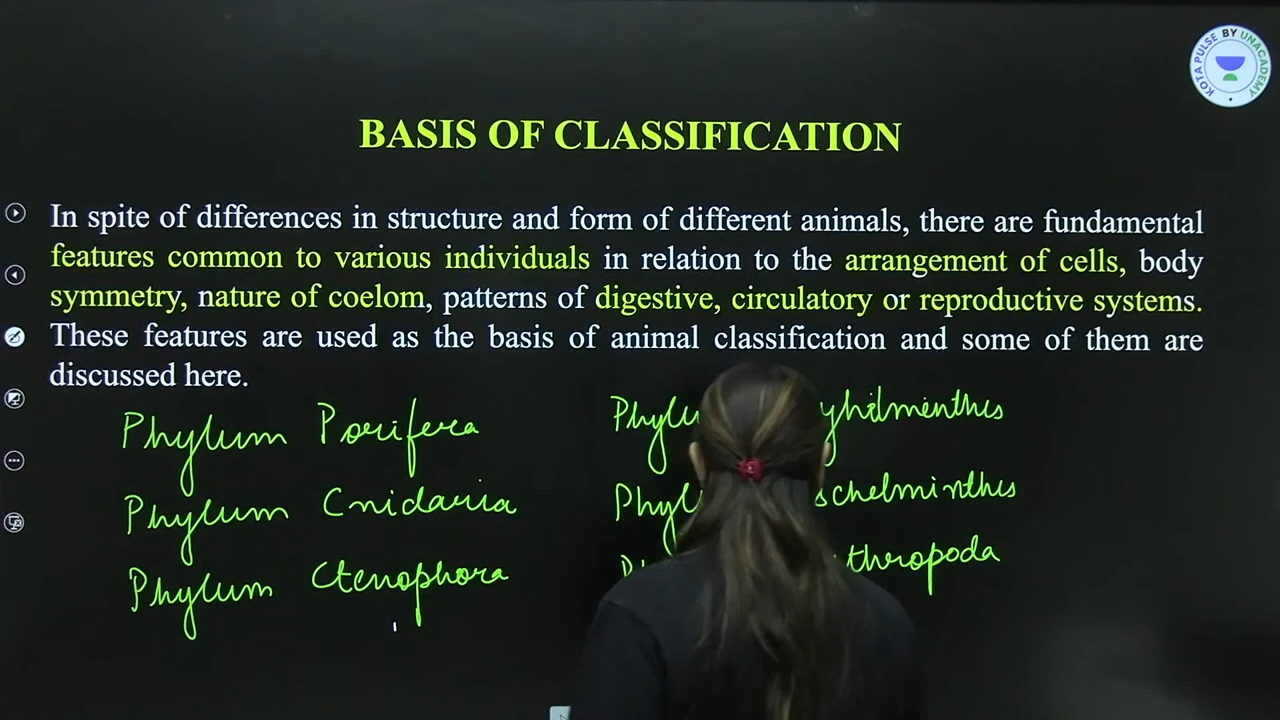 KOTA PULSE BY UNACADEMY
BASIS OF CLASSIFICATION
In spite of differences in structure and form of different animals, there are fundamental
features common to various individuals in relation to the arrangement of cells, body
symmetry, nature of coelom, patterns of digestive, circulatory or reproductive systems.
These features are used as the basis of animal classification and some of them are
discussed here.
Phylum Porifera
Phylum Cnidaria
Phylum Ctenophora